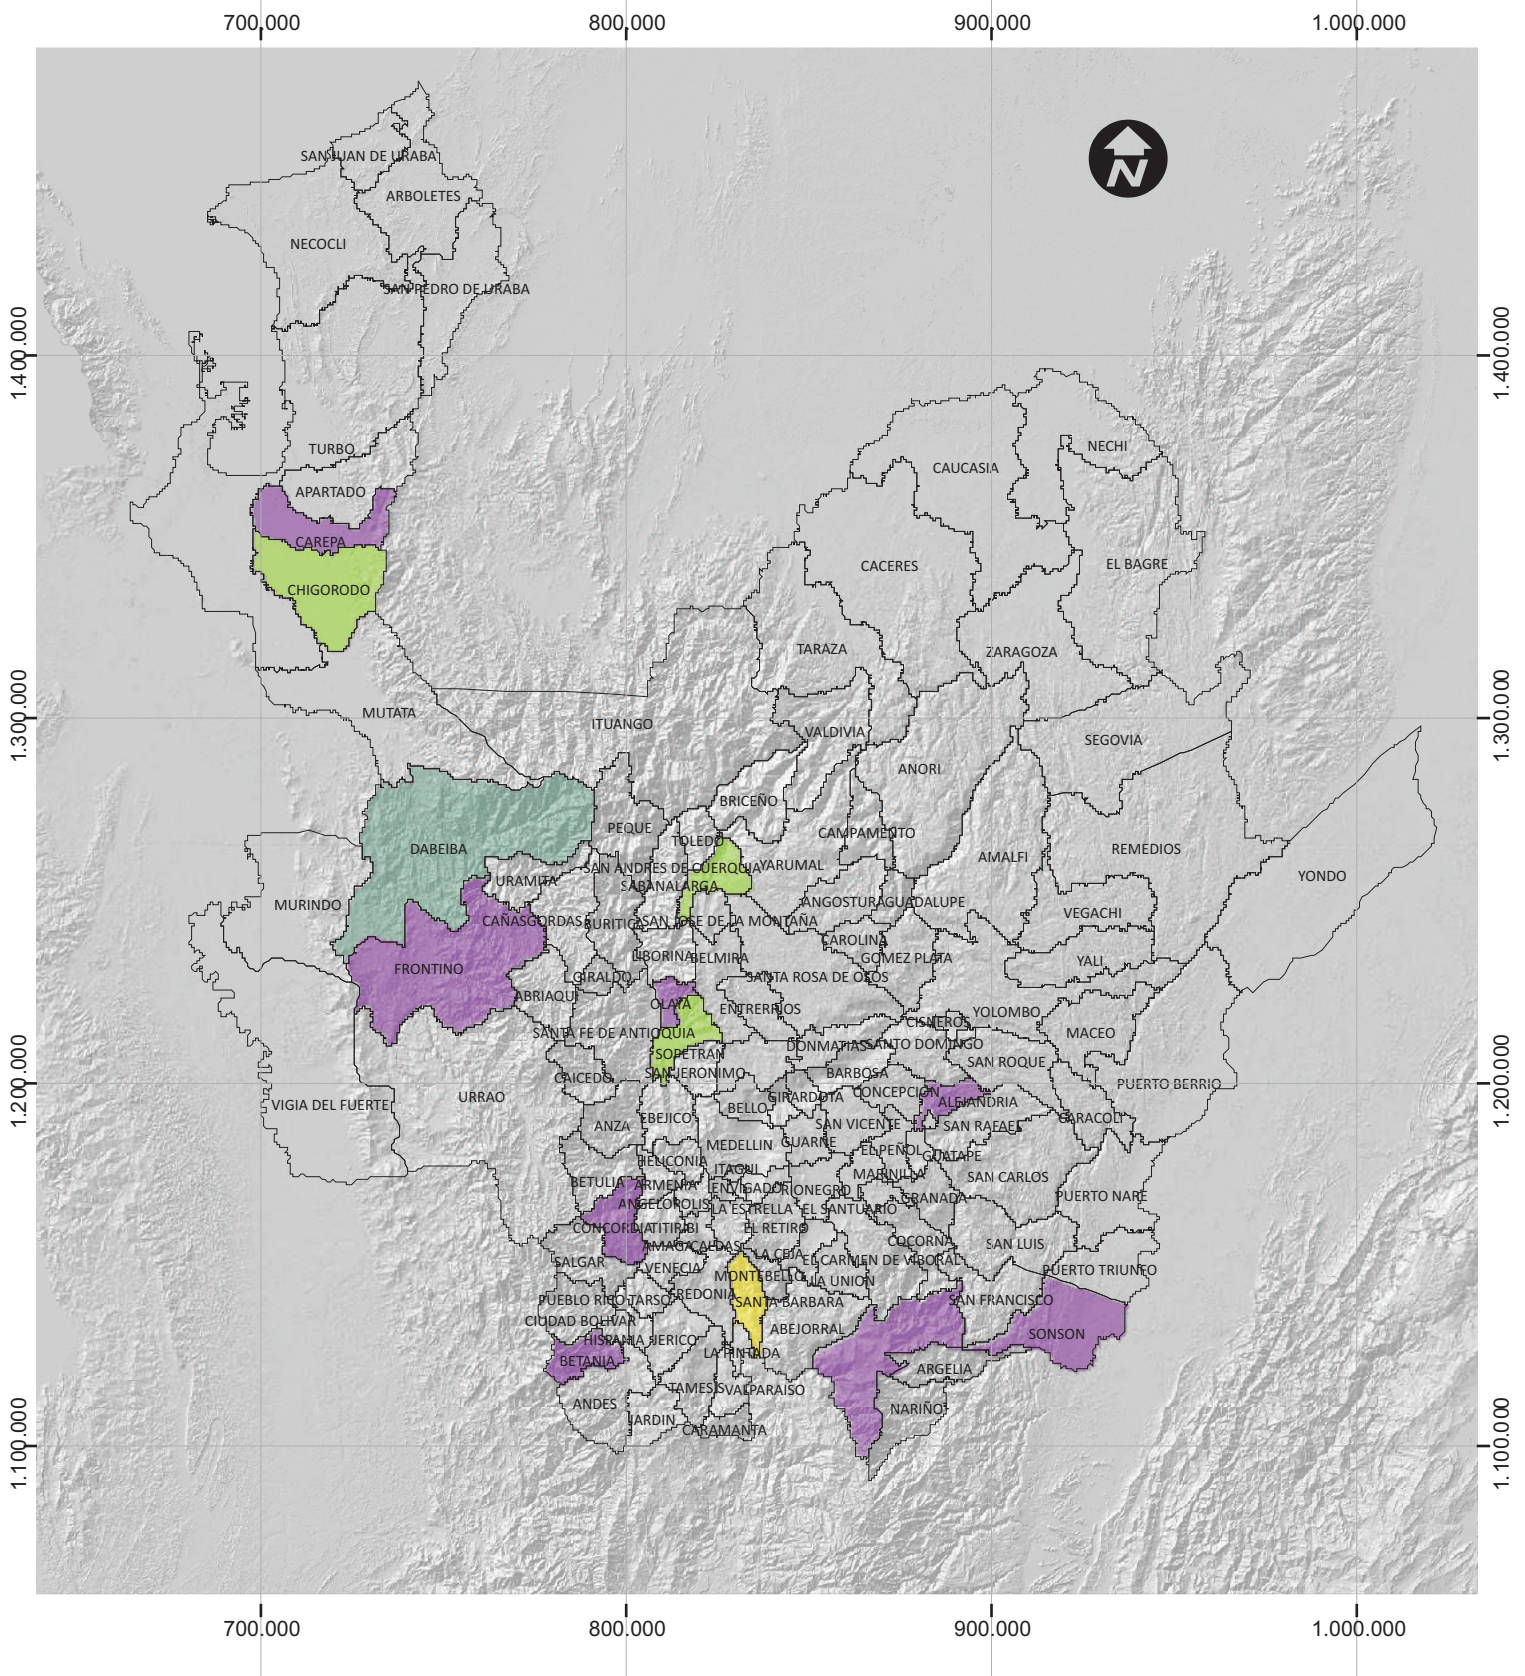 700.000 800.000 900.000 1.000.000
N
SAN JUAN DE URABA
ARBOLETES
NECOCLI
SAN PEDRO DE URABA
1.400.000 1.400.000
TURBO
NECHI
CAUCASIA
APARTADO
CAREPA
CACERES
EL BAGRE
CHIGORODO
TARAZA
ZARAGOZA
MUTATA
1.300.000 1.300.000
ITUANGO
VALDIVIA
SEGOVIA
ANORI
BRICEÑO
PEQUE
CAMPAMENTO
TOLEDO
DABEIBA
REMEDIOS
AMALFI
SAN ANDRES DE CUERQUIA
YARUMAL
YONDO
URAMITA
SABANALARGA
MURINDO
ANGOSTURA
GUADALUPE
VEGACHI
CAÑASGORDAS
BURITICA
SAN JOSE DE LA MONTAÑA
CAROLINA
LIBORINA
BELMIRA
GOMEZ PLATA
YALI
FRONTINO
GIRALDO
SANTA ROSA DE OSOS
ABRIAQUI
OLAYA
ENTRERRIOS
YOLOMBO
CISNEROS
SANTA FE DE ANTIOQUIA
MACEO
DONMATIAS
SANTO DOMINGO
SOPETRAN
SAN ROQUE
SAN JERONIMO
BARBOSA
CAICEDO
1.200.000 1.200.000
PUERTO BERRIO
CONCEPCION
URRAO
GIRARDOTA
ALEJANDRIA
VIGIA DEL FUERTE
BELLO
EBEJICO
CARACOLI
ANZA
SAN VICENTE
SAN RAFAEL
MEDELLIN
GUARNE
EL PEÑOL
GUATAPE
HELICONIA
ITAGUI
MARINILLA
SAN CARLOS
BETULIA
ARMENIA
ENVIGADO
RIONEGRO
PUERTO NARE
GRANADA
ANGELOPOLIS
LA ESTRELLA
EL SANTUARIO
CONCORDIA
TITIRIBI
EL RETIRO
COCORNA
SAN LUIS
AMAGA
CALDAS
LA CEJA
SALGAR
EL CARMEN DE VIBORAL
VENECIA
PUERTO TRIUNFO
MONTEBELLO
LA UNION
FREDONIA
PUEBLO RICO
TARSO
SANTA BARBARA
SAN FRANCISCO
CIUDAD BOLIVAR
ABEJORRAL
SONSON
HISPANIA
JERICO
LA PINTADA
BETANIA
ARGELIA
TAMESIS
VALPARAISO
ANDES
NARIÑO
JARDIN
CARAMANTA
1.100.000 1.100.000
700.000 800.000 900.000 1.000.000